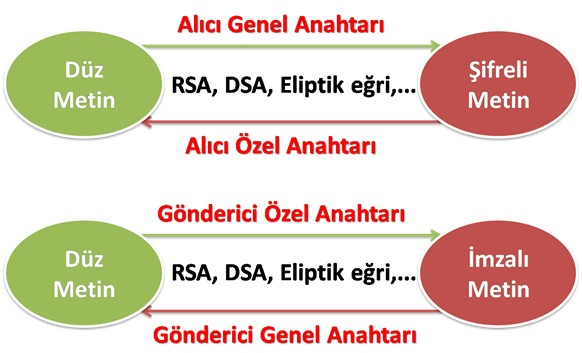 Alıcı Genel Anahtarı
Düz
Metin
RSA, DSA, Eliptik eğri,...
Şifreli
Metin
Alıcı Özel Anahtarı
Gönderici Özel Anahtarı
Düz
Metin
RSA, DSA, Eliptik eğri,...
İmzalı
Metin
Gönderici Genel Anahtarı